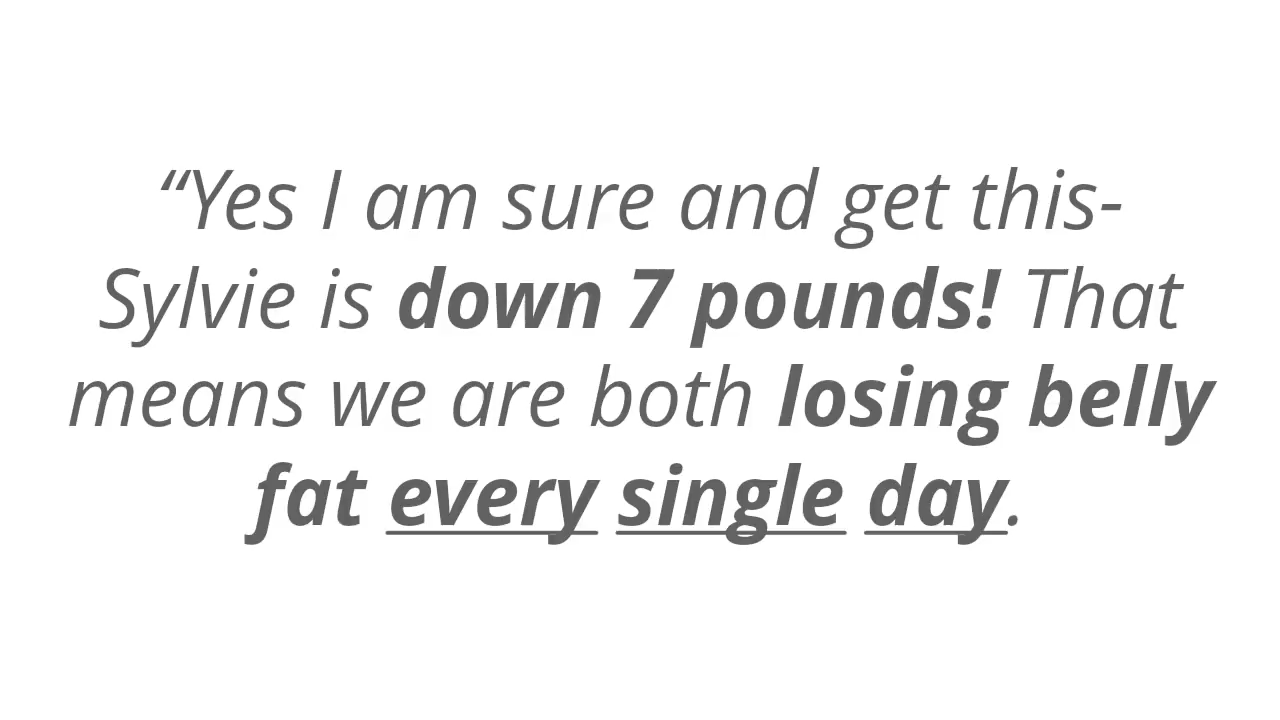 “Yes I am sure and get this-
Sylvie is down 7 pounds! That
means we are both losing belly
fat every single day.